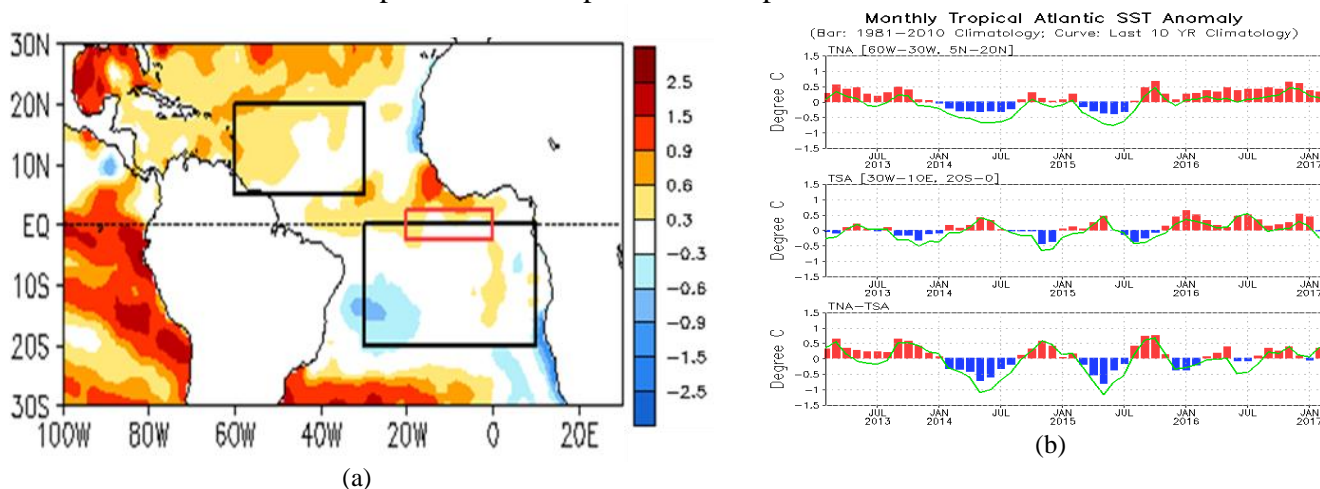 30N
20N
10N
EQ
10S
20S
30S
100W 80W 60W 40W 20W 0 20E
2.5
1.5
0.9
0.6
0.3
-0.3
-0.6
-0.9
-1.5
-2.5
(a)
Monthly Tropical Atlantic SST Anomaly
(Bar: 1981-2010 Climatology; Curve: Last 10 YR Climatology)
TNA [60W-30W, 5N-20N]
Degree C
1.5
1
0.5
0
-0.5
-1
-1.5
JUL 2013 JAN 2014 JUL JAN 2015 JUL JAN 2016 JUL JAN 2017
TSA [30W-10E, 20S-0]
Degree C
1.5
1
0.5
0
-0.5
-1
-1.5
JUL 2013 JAN 2014 JUL JAN 2015 JUL JAN 2016 JUL JAN 2017
TNA-TSA
Degree C
1.5
1
0.5
0
-0.5
-1
-1.5
JUL 2013 JAN 2014 JUL JAN 2015 JUL JAN 2016 JUL JAN 2017
(b)